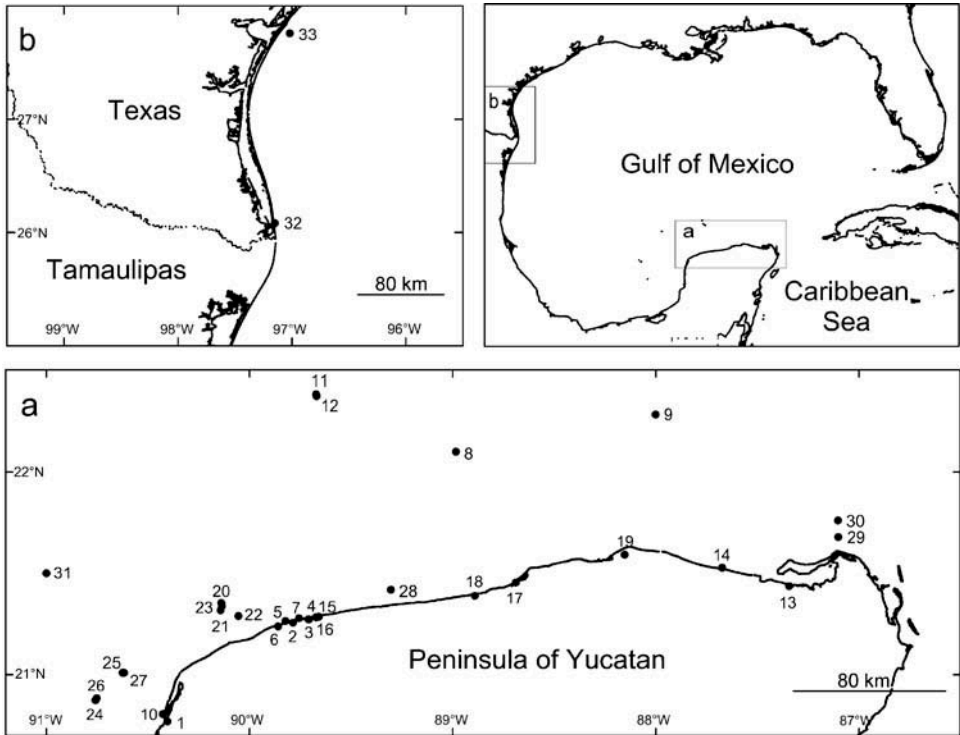 b
33
Texas
27°N
32
26°N
Tamaulipas
80 km
99°W 98°W 97°W 96°W
b
Gulf of Mexico
a
Caribbean
Sea
a
11
12
9
8
22°N
30
29
19
14
31
28
18
17
13
20
23
21
22
5 7 4 15
6 2 3 16
Peninsula of Yucatan
25
27
21°N
26
24
10
1
80 km
91°W 90°W 89°W 88°W 87°W